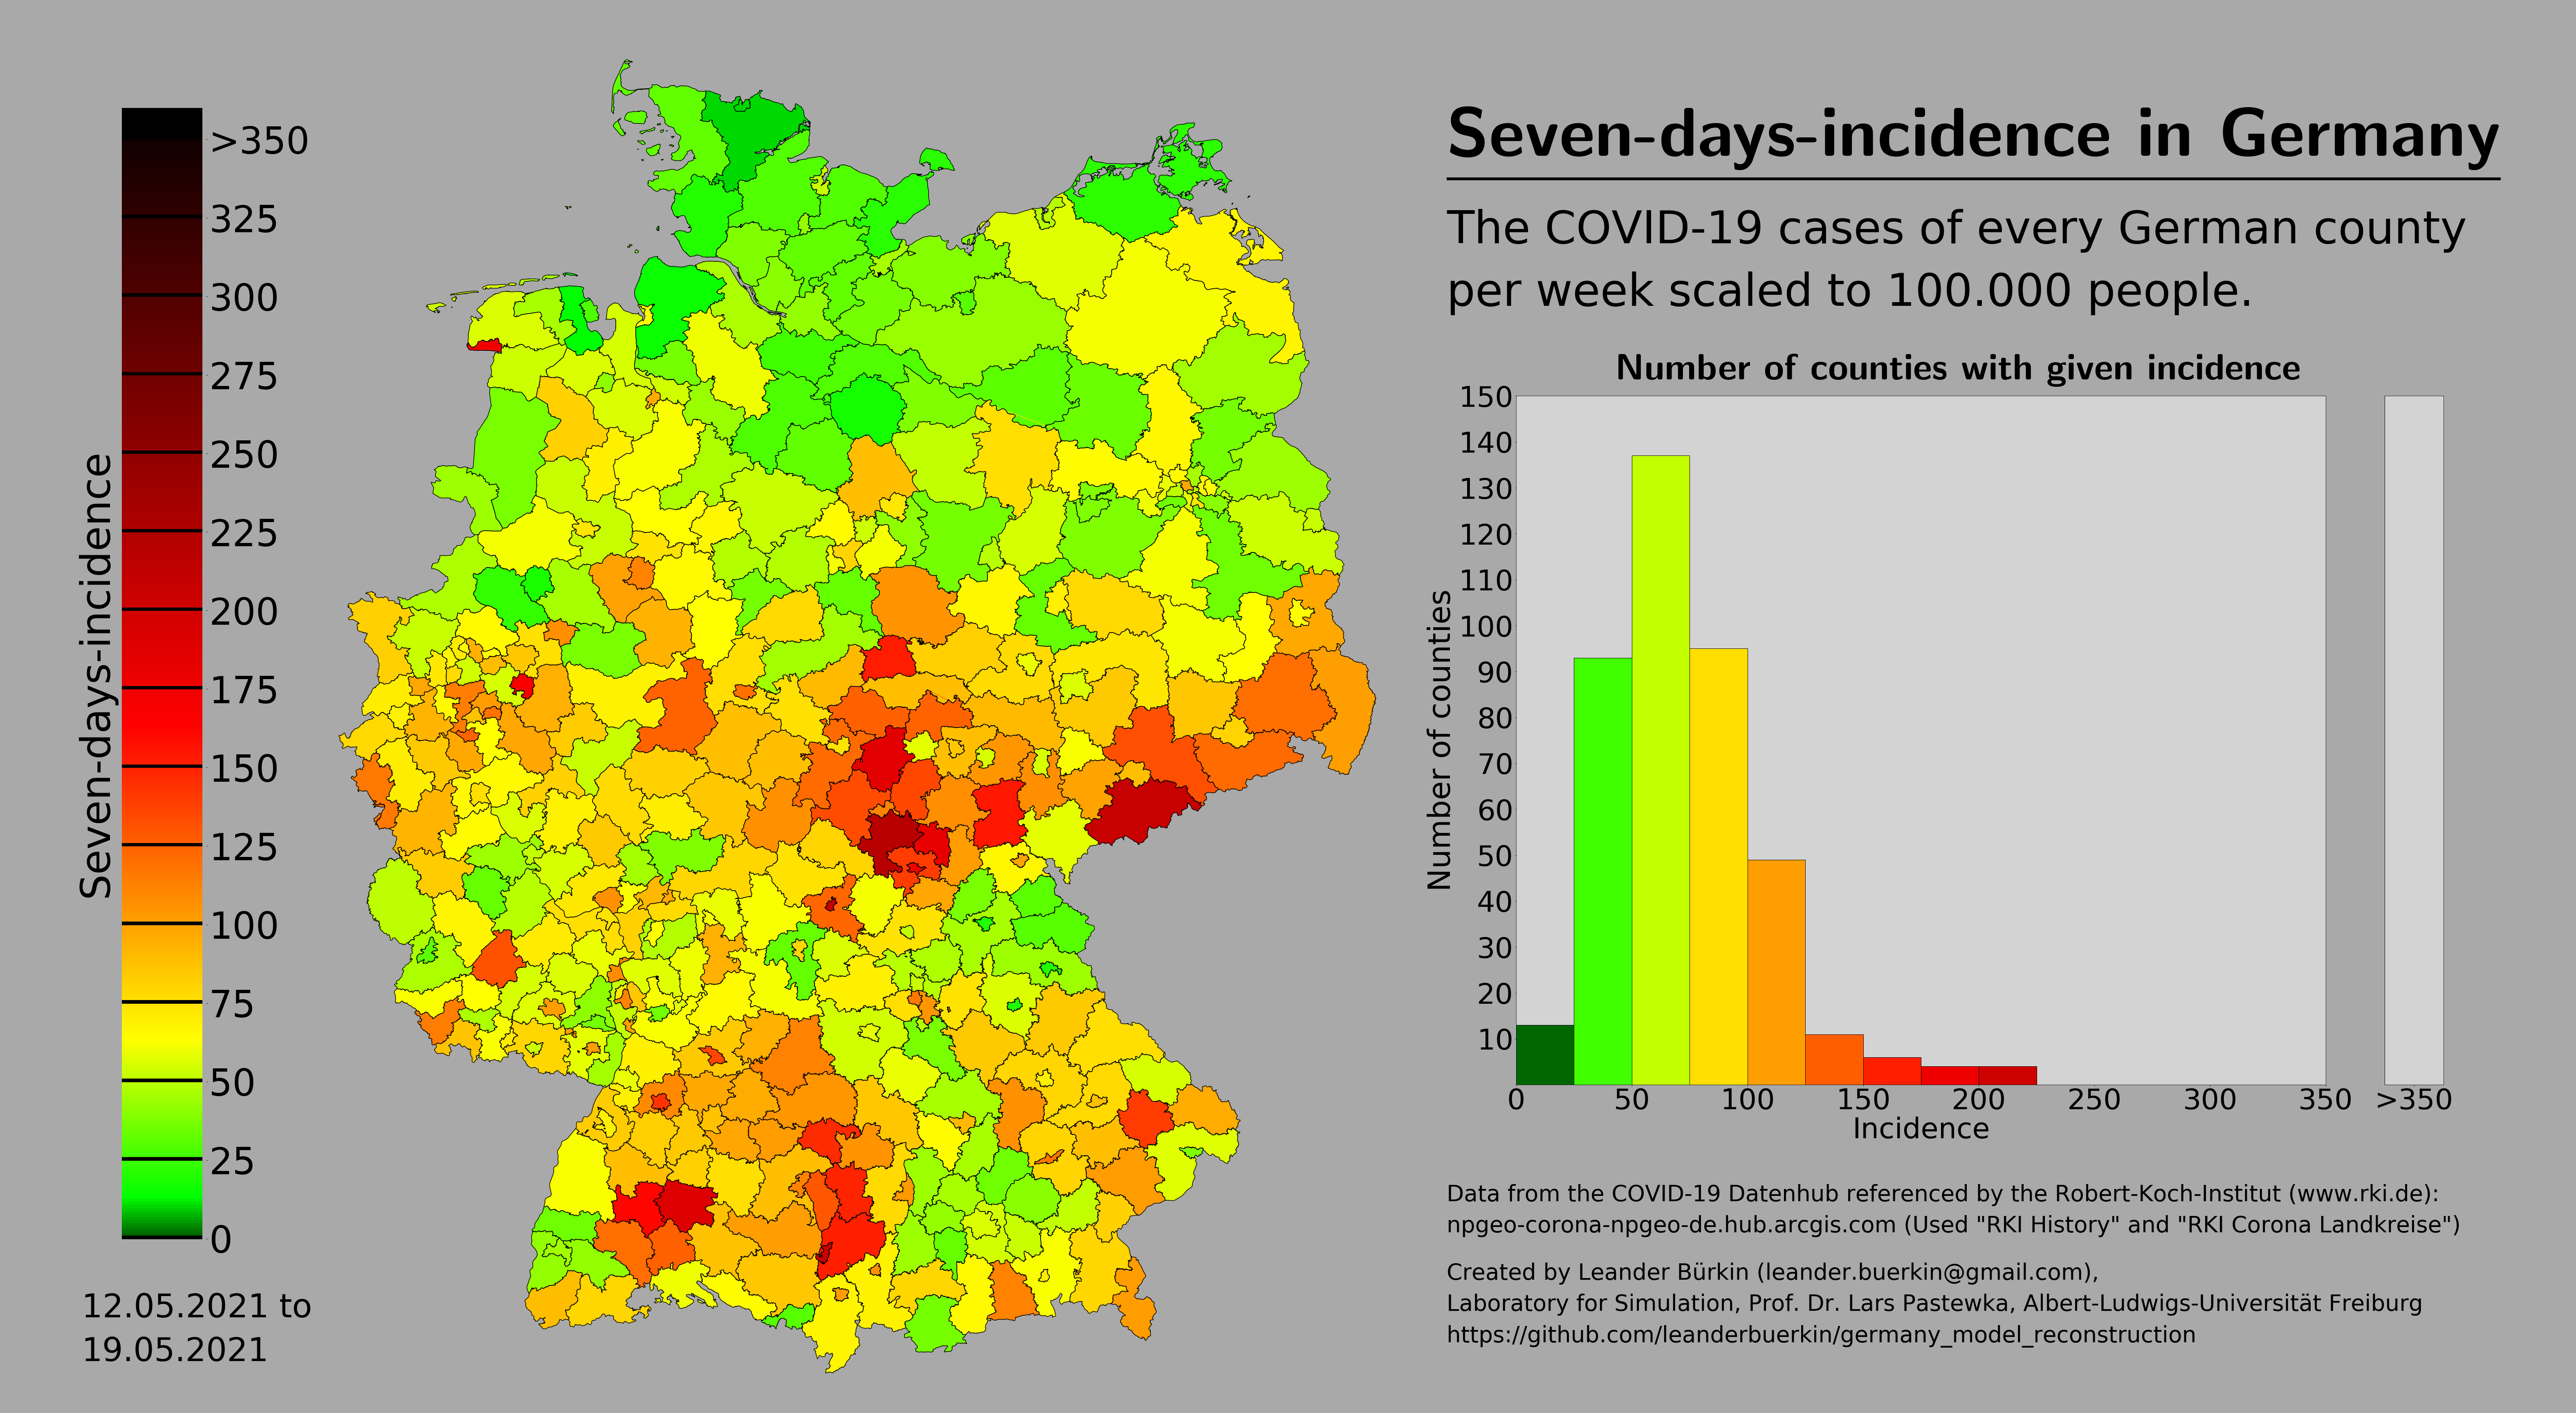 Seven-days-incidence in Germany
The COVID-19 cases of every German county
per week scaled to 100.000 people.
>350
325
300
275
250
225
200
175
150
125
100
75
50
25
0
Seven-days-incidence
12.05.2021 to
19.05.2021
Number of counties with given incidence
150
140
130
120
110
100
90
80
70
60
50
40
30
20
10
Number of counties
0 50 100 150 200 250 300 350 >350
Incidence
Data from the COVID-19 Datenhub referenced by the Robert-Koch-Institut (www.rki.de):
npgeo-corona-npgeo-de.hub.arcgis.com (Used "RKI History" and "RKI Corona Landkreise")
Created by Leander Bürkin (leander.buerkin@gmail.com),
Laboratory for Simulation, Prof. Dr. Lars Pastewka, Albert-Ludwigs-Universität Freiburg
https://github.com/leanderbuerkin/germany_model_reconstruction